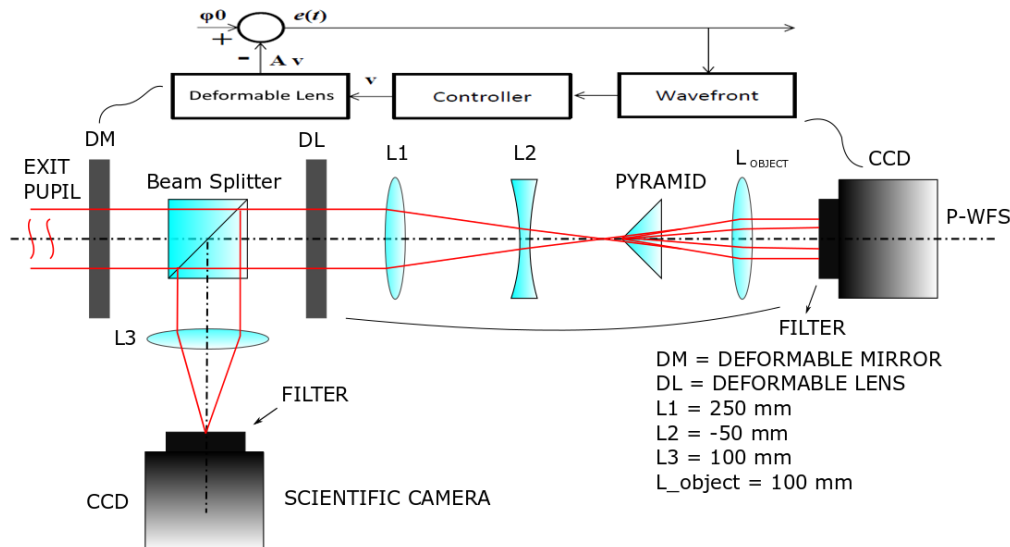 φ0
e(t)
+
-
A v
v
Deformable Lens
Controller
Wavefront
DM
DL
L1
L2
L OBJECT
CCD
EXIT
PUPIL
Beam Splitter
PYRAMID
P-WFS
L3
FILTER
FILTER
DM = DEFORMABLE MIRROR
DL = DEFORMABLE LENS
L1 = 250 mm
L2 = -50 mm
L3 = 100 mm
L_object = 100 mm
CCD
SCIENTIFIC CAMERA